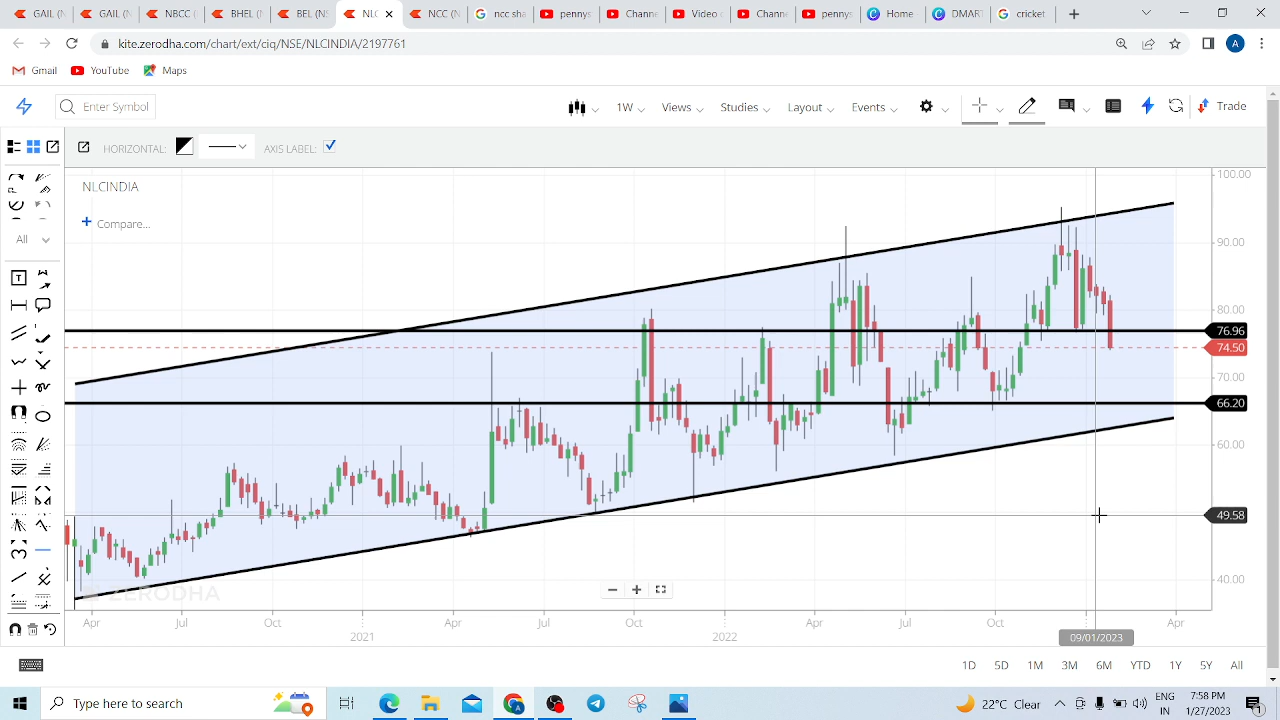 GAIL (
GAIL (
BHEL (
BHEL (
NLC
NCC (N
ncc sha
pennys
Video c
Channe
pennys
Home
DMART
cricket
kite.zerodha.com/chart/ext/ciq/NSE/NLCINDIA/2197761
A
Gmail
YouTube
Maps
Enter Symbol
1W
Views
Studies
Layout
Events
Trade
HORIZONTAL:
AXIS LABEL:
All
T
NLCINDIA
Compare...
100.00
90.00
80.00
76.96
74.50
70.00
66.20
60.00
49.58
40.00
ZERODHA
Apr
Jul
Oct
2021
Apr
Jul
Oct
2022
Apr
Jul
Oct
Apr
09/01/2023
1D
5D
1M
3M
6M
YTD
1Y
5Y
All
Type here to search
22°C Clear
ENG
IN
7:58 PM
1/27/2023